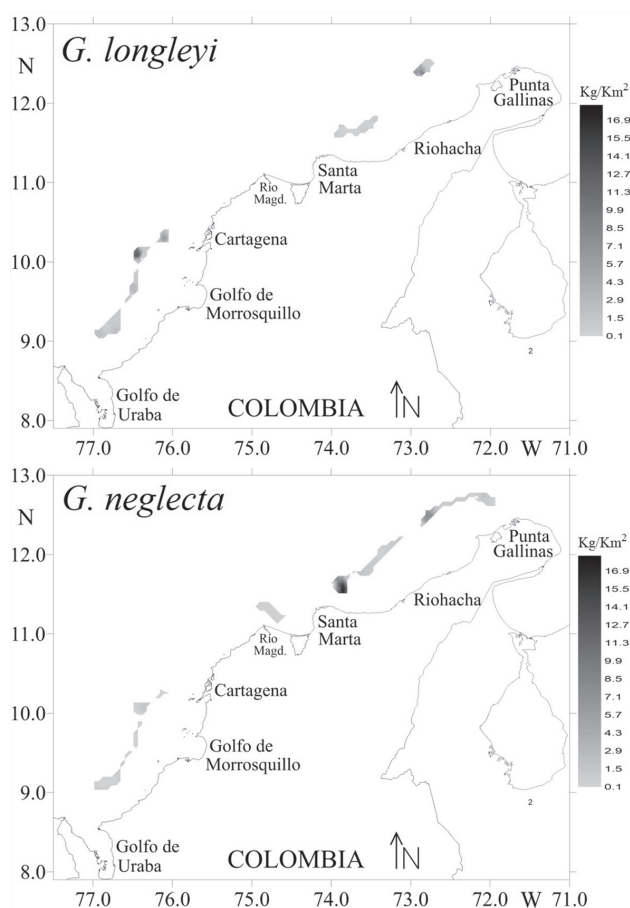 13.0
N
G. longleyi
12.0
11.0
10.0
9.0
8.0
Punta
Gallinas
Riohacha
Santa
Marta
Rio
Magd.
Cartagena
Golfo de
Morrosquillo
Golfo de
Uraba
COLOMBIA
N
2
77.0 76.0 75.0 74.0 73.0 72.0 W 71.0
Kg/Km²
16.9
15.7
14.1
12.7
11.3
9.9
8.5
7.1
5.7
4.3
2.9
1.5
0.1
13.0
N
G. neglecta
12.0
11.0
10.0
9.0
8.0
Punta
Gallinas
Riohacha
Santa
Marta
Rio
Magd.
Cartagena
Golfo de
Morrosquillo
Golfo de
Uraba
COLOMBIA
N
2
77.0 76.0 75.0 74.0 73.0 72.0 W 71.0
Kg/Km²
16.9
15.7
14.1
12.7
11.3
9.9
8.5
7.1
5.7
4.3
2.9
1.5
0.1